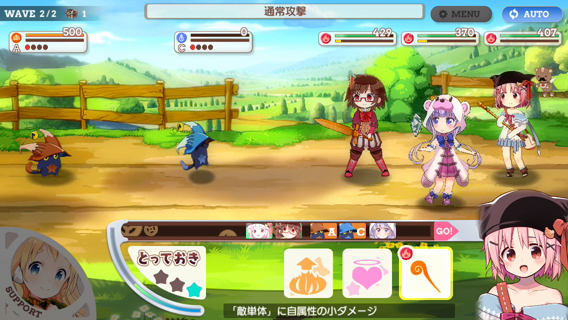 WAVE 2/2 1
通常攻撃
MENU
AUTO
500
A
0
C
429
370
407
A C GO!
とっておき
SUPPORT
「敵単体」に自属性の小ダメージ